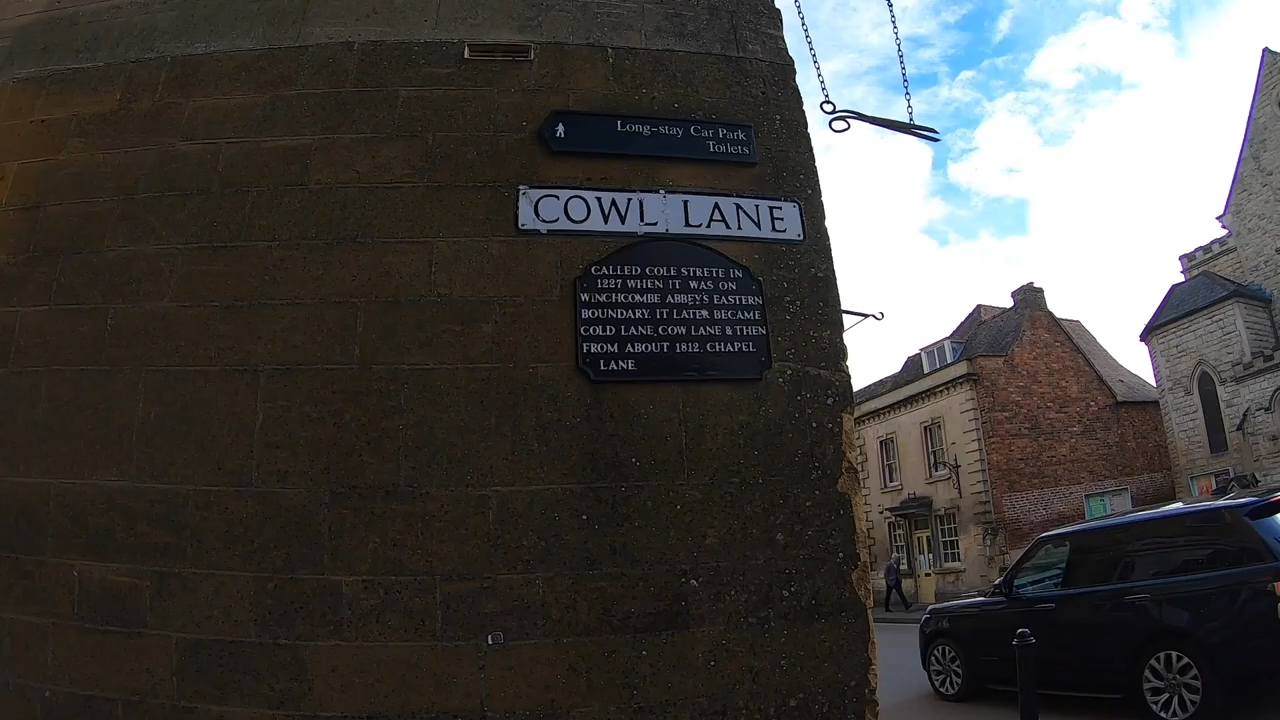 Long-stay Car Park
Toilets
COWL LANE
CALLED COLE STRETE IN
1227 WHEN IT WAS ON
WINCHCOMBE ABBEY'S EASTERN
BOUNDARY. IT LATER BECAME
COLD LANE, COW LANE & THEN
FROM ABOUT 1812, CHAPEL
LANE.